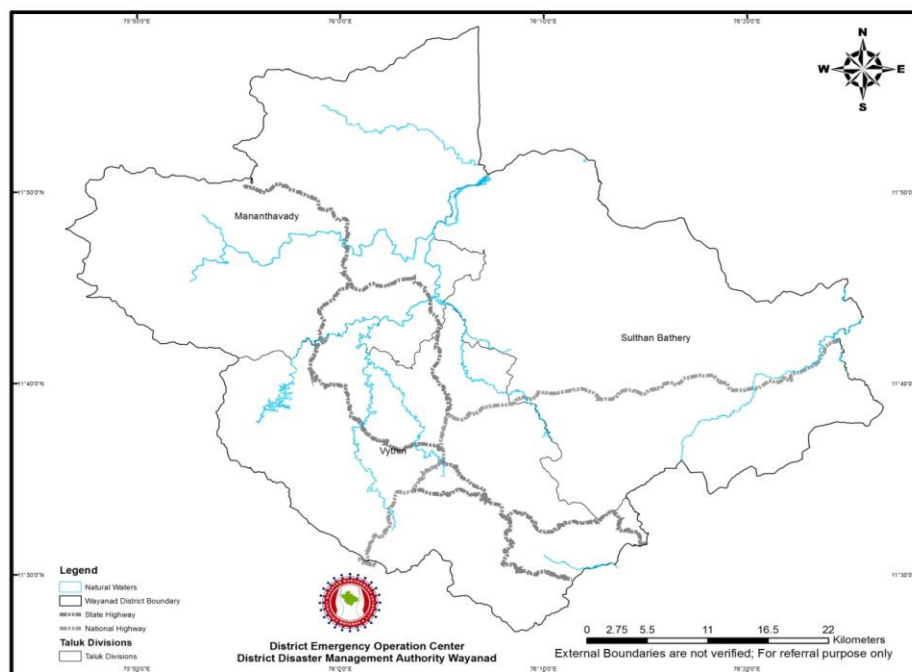 75°50'0"E
76°0'0"E
76°10'0"E
76°20'0"E
N
W E
S
11°50'0"N
11°50'
Mananthavady
Sulthan Bathery
11°40'0"N
11°40'
Vythiri
11°30'0"N
11°30'
Legend
Natural Waters
Wayanad District Boundary
State Highway
National Highway
Taluk Divisions
Taluk Divisions
District Emergency Operation Center
District Disaster Management Authority Wayanad
0 2.75 5.5 11 16.5 22
Kilometers
External Boundaries are not verified; For referral purpose only
75°50'0"E
76°0'0"E
76°10'0"E
76°20'0"E